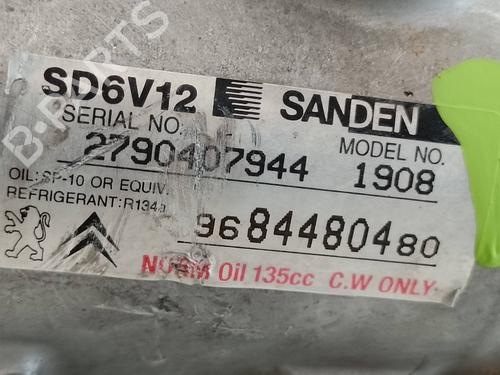 SD6V12 SANDEN
SERIAL NO. MODEL NO.
2790407944 1908
OIL: SP-10 OR EQUIV.
REFRIGERANT: R134a
9684480480
NORM Oil 135cc C.W ONLY
B-PARTS